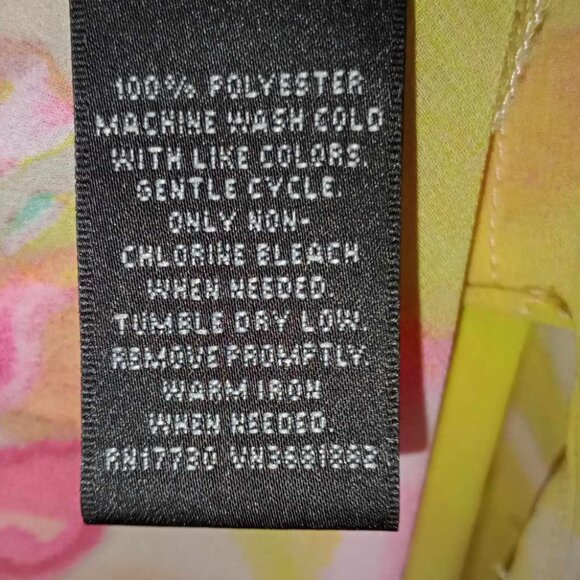 100% POLYESTER
MACHINE WASH COLD
WITH LIKE COLORS.
GENTLE CYCLE.
ONLY NON-
CHLORINE BLEACH
WHEN NEEDED.
TUMBLE DRY LOW.
REMOVE PROMPTLY.
WARM IRON
WHEN NEEDED.
RN17730